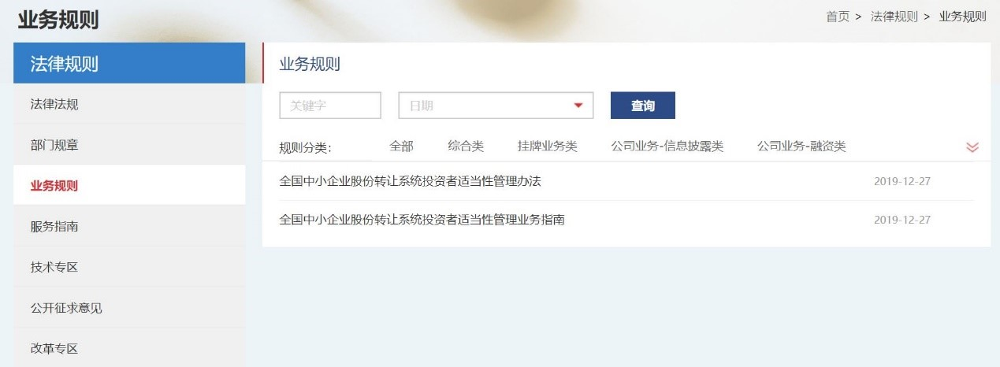 业务规则
首页 > 法律规则 > 业务规则
法律规则
法律法规
部门规章
业务规则
服务指南
技术专区
公开征求意见
改革专区
业务规则
关键字 日期 查询
规则分类: 全部 综合类 挂牌业务类 公司业务-信息披露类 公司业务-融资类
全国中小企业股份转让系统投资者适当性管理办法 2019-12-27
全国中小企业股份转让系统投资者适当性管理业务指南 2019-12-27